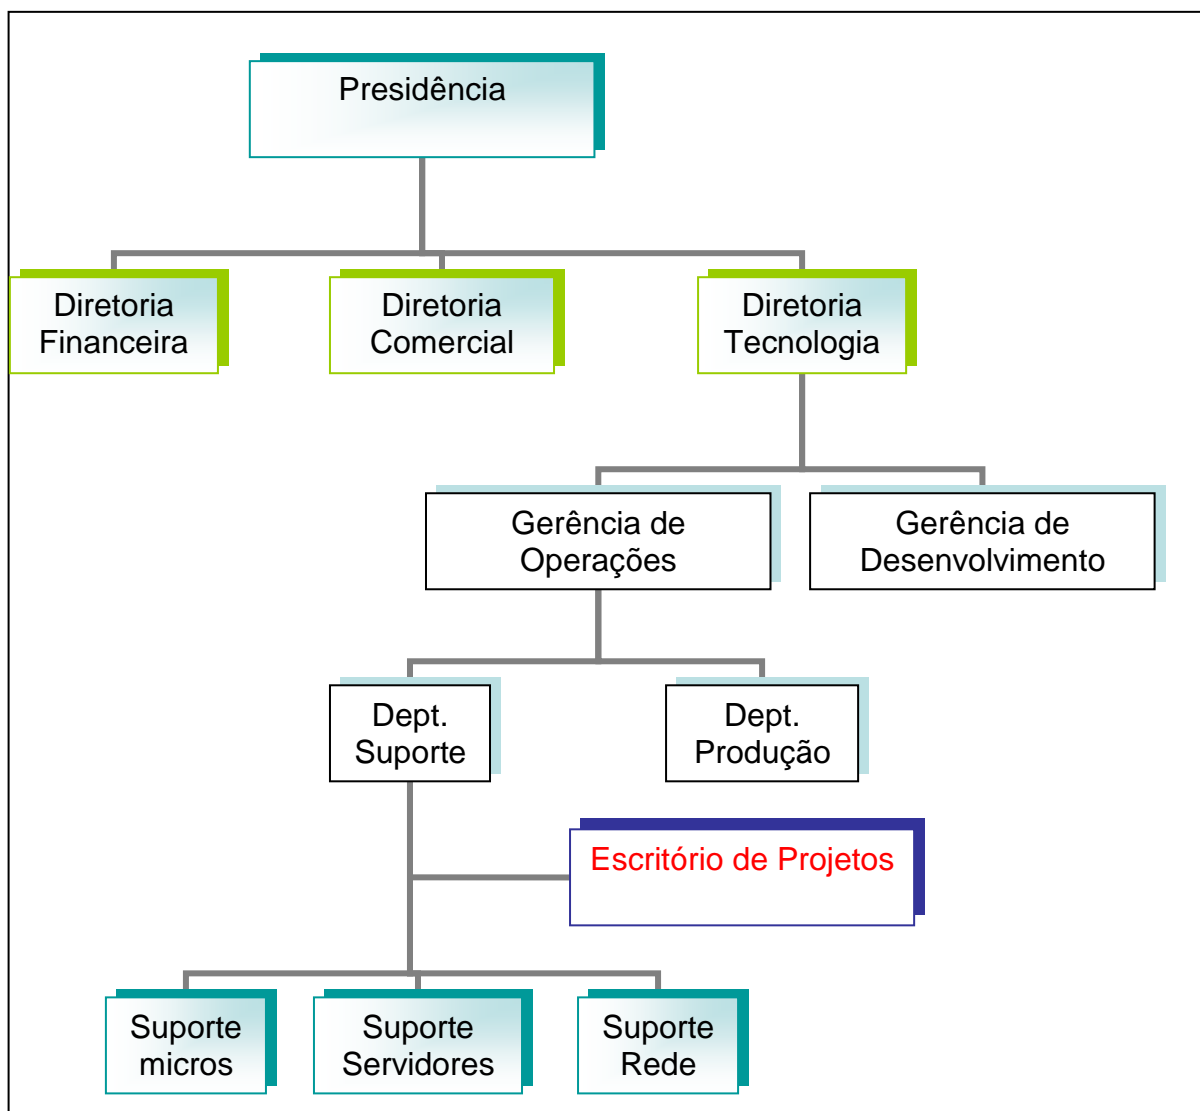 Presidência
Diretoria
Financeira
Diretoria
Comercial
Diretoria
Tecnologia
Gerência de
Operações
Gerência de
Desenvolvimento
Dept.
Suporte
Dept.
Produção
Escritório de Projetos
Suporte
micros
Suporte
Servidores
Suporte
Rede